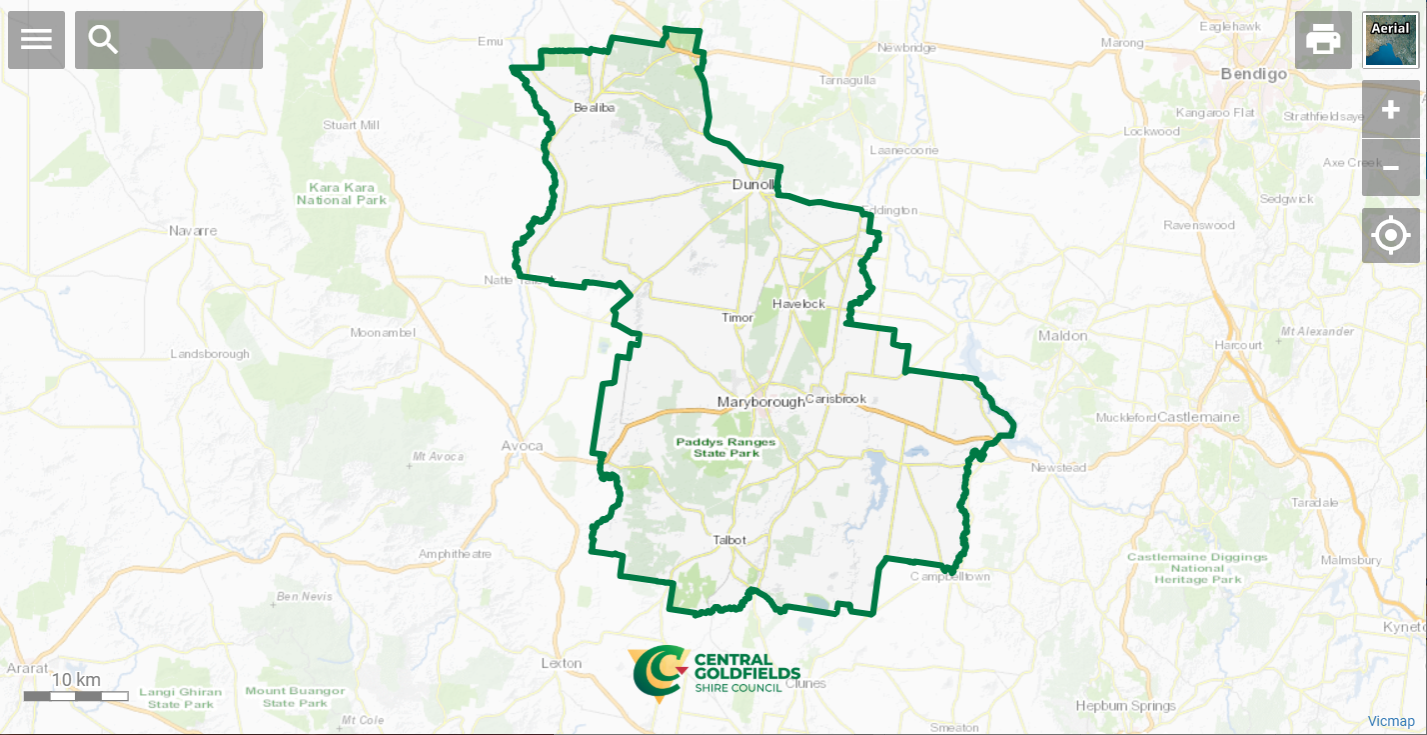 Emu
Newbridge
Marong
Eaglehawk
Aerial
Bendigo
Tarnagulla
Bealiba
Stuart Mill
Kangaroo Flat
Strathfieldsaye
Lockwood
Laanecoorie
Axe Creek
Kara Kara
National Park
Dunolly
Sedgwick
Eddington
Navarre
Ravenswood
Natte Yallock
Havelock
Timor
Moonambel
Maldon
Mt Alexander
Harcourt
Landsborough
Maryborough
Carisbrook
Muckleford
Castlemaine
Paddys Ranges
State Park
Avoca
Mt Avoca
Newstead
Taradale
Talbot
Amphitheatre
Castlemaine Diggings
National
Heritage Park
Malmsbury
Campbelltown
Ben Nevis
Kyneto
Ararat
Lexton
CENTRAL
GOLDFIELDS
SHIRE COUNCIL
Clunes
10 km
Langi Ghiran
State Park
Mount Buangor
State Park
Mt Cole
Hepburn Springs
Smeaton
Vicmap